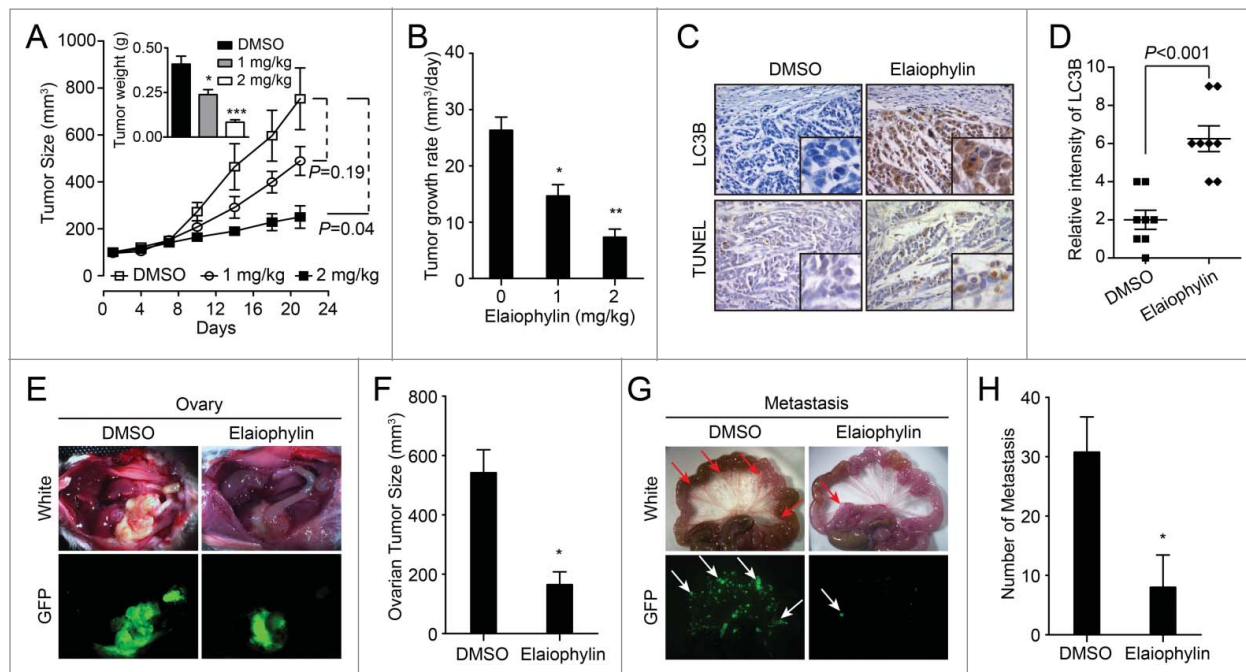 A
Tumor Size (mm³)
1000
800
600
400
200
0
0 4 8 12 16 20 24
Days
Tumor weight (g)
0.50
0.25
0.00
*
***
DMSO
1 mg/kg
2 mg/kg
P=0.19
P=0.04
DMSO 1 mg/kg 2 mg/kg
B
Tumor growth rate (mm³/day)
40
30
20
10
0
*
**
0 1 2
Elaiophylin (mg/kg)
C
DMSO Elaiophylin
LC3B
TUNEL
D
P<0.001
Relative intensity of LC3B
10
8
6
4
2
0
DMSO
Elaiophylin
E
Ovary
DMSO Elaiophylin
White
GFP
F
Ovarian Tumor Size (mm³)
800
600
400
200
0
*
DMSO Elaiophylin
G
Metastasis
DMSO Elaiophylin
White
GFP
H
Number of Metastasis
40
30
20
10
0
*
DMSO Elaiophylin